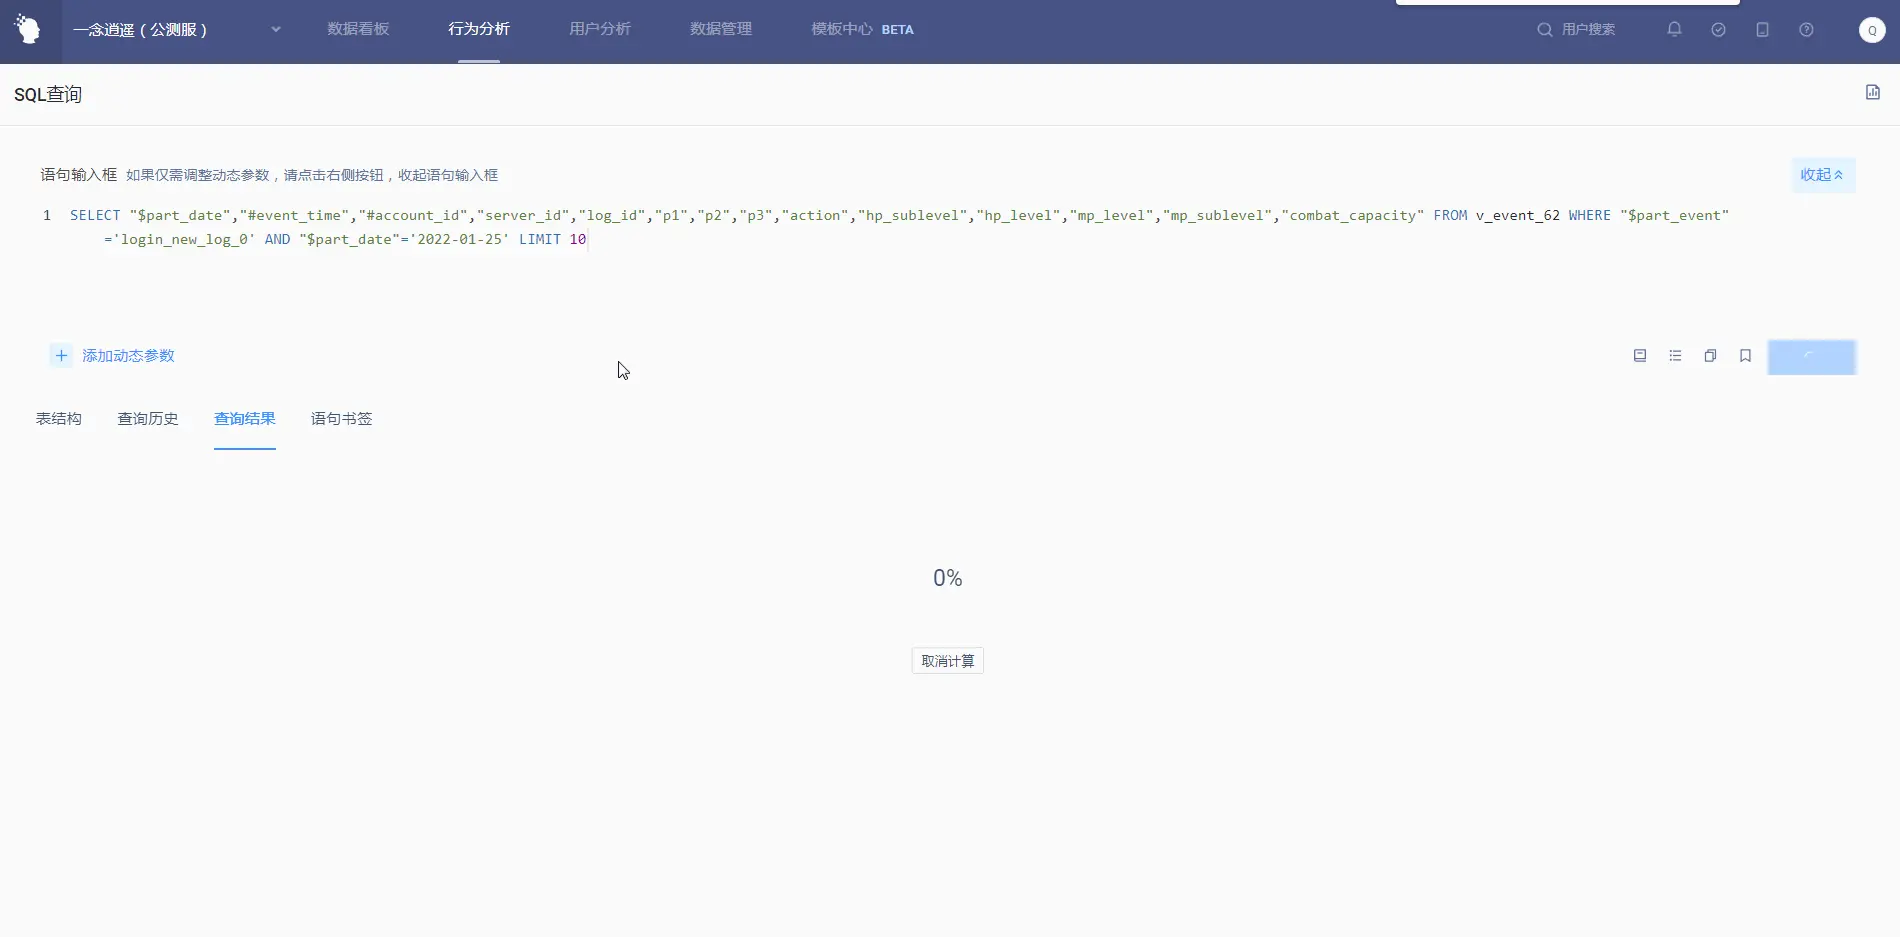 一念逍遥（公测服）
数据看板
行为分析
用户分析
数据管理
模板中心 BETA
用户搜索
Q
SQL查询
语句输入框 如果仅需调整动态参数，请点击右侧按钮，收起语句输入框
收起
1 SELECT "$part_date","#event_time","#account_id","server_id","log_id","p1","p2","p3","action","hp_sublevel","hp_level","mp_level","mp_sublevel","combat_capacity" FROM v_event_62 WHERE "$part_event"
='login_new_log_0' AND "$part_date"='2022-01-25' LIMIT 10
+ 添加动态参数
表结构
查询历史
查询结果
语句书签
0%
取消计算